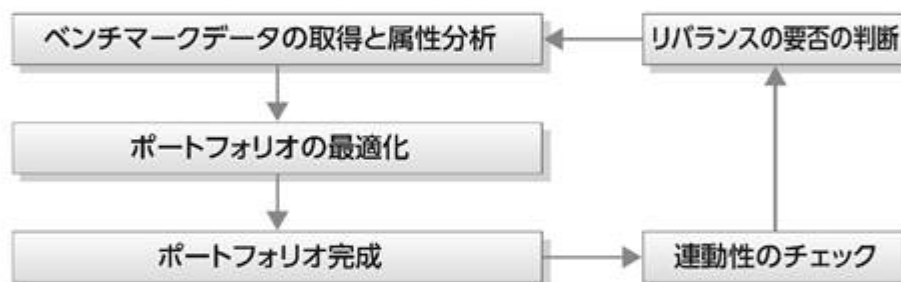 ベンチマークデータの取得と属性分析
リバランスの要否の判断
ポートフォリオの最適化
ポートフォリオ完成
連動性のチェック